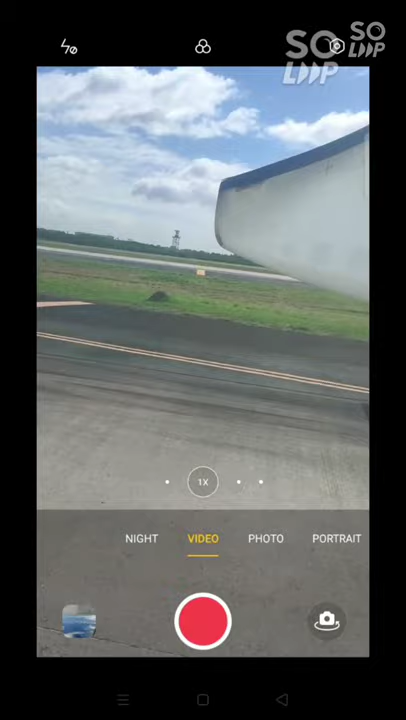 SO
LOOP
SO
LOOP
1X
NIGHT
VIDEO
PHOTO
PORTRAIT